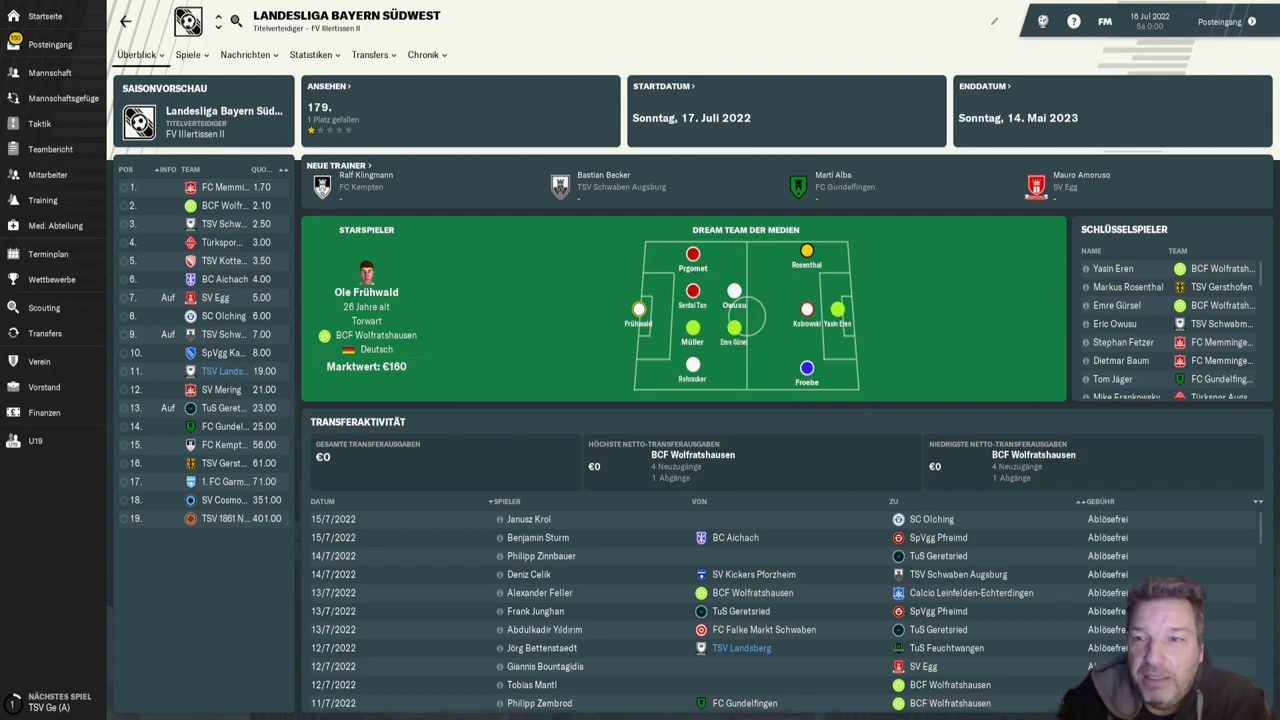 Startseite
150
Posteingang
Mannschaft
Mannschaftsgefüge
Taktik
Teambericht
Mitarbeiter
Training
Med. Abteilung
Terminplan
Wettbewerbe
Scouting
Transfers
Verein
Vorstand
Finanzen
U19
1
NÄCHSTES SPIEL
TSV Ge (A)
LANDESLIGA BAYERN SÜDWEST
Titelverteidiger - FV Illertissen II
? FM
16 Jul 2022
Sa 0:00
Posteingang
Überblick Spiele Nachrichten Statistiken Transfers Chronik
SAISONVORSCHAU
Landesliga Bayern Süd...
TITELVERTEIDIGER
FV Illertissen II
ANSEHEN
179.
1 Platz gefallen
STARTDATUM
Sonntag, 17. Juli 2022
ENDDATUM
Sonntag, 14. Mai 2023
POS INFO TEAM QUO...
1. FC Memmi... 1.70
2. BCF Wolfr... 2.10
3. TSV Schw... 2.50
4. Türkspor... 3.00
5. TSV Kotte... 3.50
6. BC Aichach 4.00
7. Auf SV Egg 5.00
8. SC Olching 6.00
9. Auf TSV Schw... 7.00
10. SpVgg Ka... 8.00
11. TSV Lands... 19.00
12. SV Mering 21.00
13. Auf TuS Geret... 23.00
14. FC Gundel... 25.00
15. FC Kempt... 56.00
16. TSV Gerst... 61.00
17. 1. FC Garm... 71.00
18. SV Cosmo... 351.00
19. TSV 1861 N... 401.00
NEUE TRAINER
Ralf Klingmann
FC Kempten
-
Bastian Becker
TSV Schwaben Augsburg
-
Martí Alba
FC Gundelfingen
-
Mauro Amoruso
SV Egg
-
STARSPIELER
Ole Frühwald
26 Jahre alt
Torwart
BCF Wolfratshausen
Deutsch
Marktwert: €160
DREAM TEAM DER MEDIEN
Prgomet
Rosenthal
Serdal Tan
Owusu
Frühwald
Kobrowski
Yasin Eren
Müller
Emre Gürsel
Rohracker
Froebe
SCHLÜSSELSPIELER
NAME TEAM
Yasin Eren BCF Wolfratsh...
Markus Rosenthal TSV Gersthofen
Emre Gürsel BCF Wolfratsh...
Eric Owusu TSV Schwabm...
Stephan Fetzer FC Memminge...
Dietmar Baum FC Memminge...
Tom Jäger FC Gundelfing...
Mike Frankowsky Türkspor Augs...
TRANSFERAKTIVITÄT
GESAMTE TRANSFERAUSGABEN
€0
HÖCHSTE NETTO-TRANSFERAUSGABEN
€0
BCF Wolfratshausen
4 Neuzugänge
1 Abgänge
NIEDRIGSTE NETTO-TRANSFERAUSGABEN
€0
BCF Wolfratshausen
4 Neuzugänge
1 Abgänge
DATUM SPIELER VON ZU GEBÜHR
15/7/2022 Janusz Krol SC Olching Ablösefrei
15/7/2022 Benjamin Sturm BC Aichach SpVgg Pfreimd Ablösefrei
14/7/2022 Philipp Zinnbauer TuS Geretsried Ablösefrei
14/7/2022 Deniz Celik SV Kickers Pforzheim TSV Schwaben Augsburg Ablösefrei
13/7/2022 Alexander Feller BCF Wolfratshausen Calcio Leinfelden-Echterdingen Ablösefrei
13/7/2022 Frank Junghan TuS Geretsried SpVgg Pfreimd Ablösefrei
13/7/2022 Abdulkadir Yıldırım FC Falke Markt Schwaben TuS Geretsried Ablösefrei
12/7/2022 Jörg Bettenstaedt TSV Landsberg TuS Feuchtwangen Ablösefrei
12/7/2022 Giannis Bountagidis SV Egg
12/7/2022 Tobias Mantl BCF Wolfratshausen
11/7/2022 Philipp Zembrod FC Gundelfingen BCF Wolfratshausen